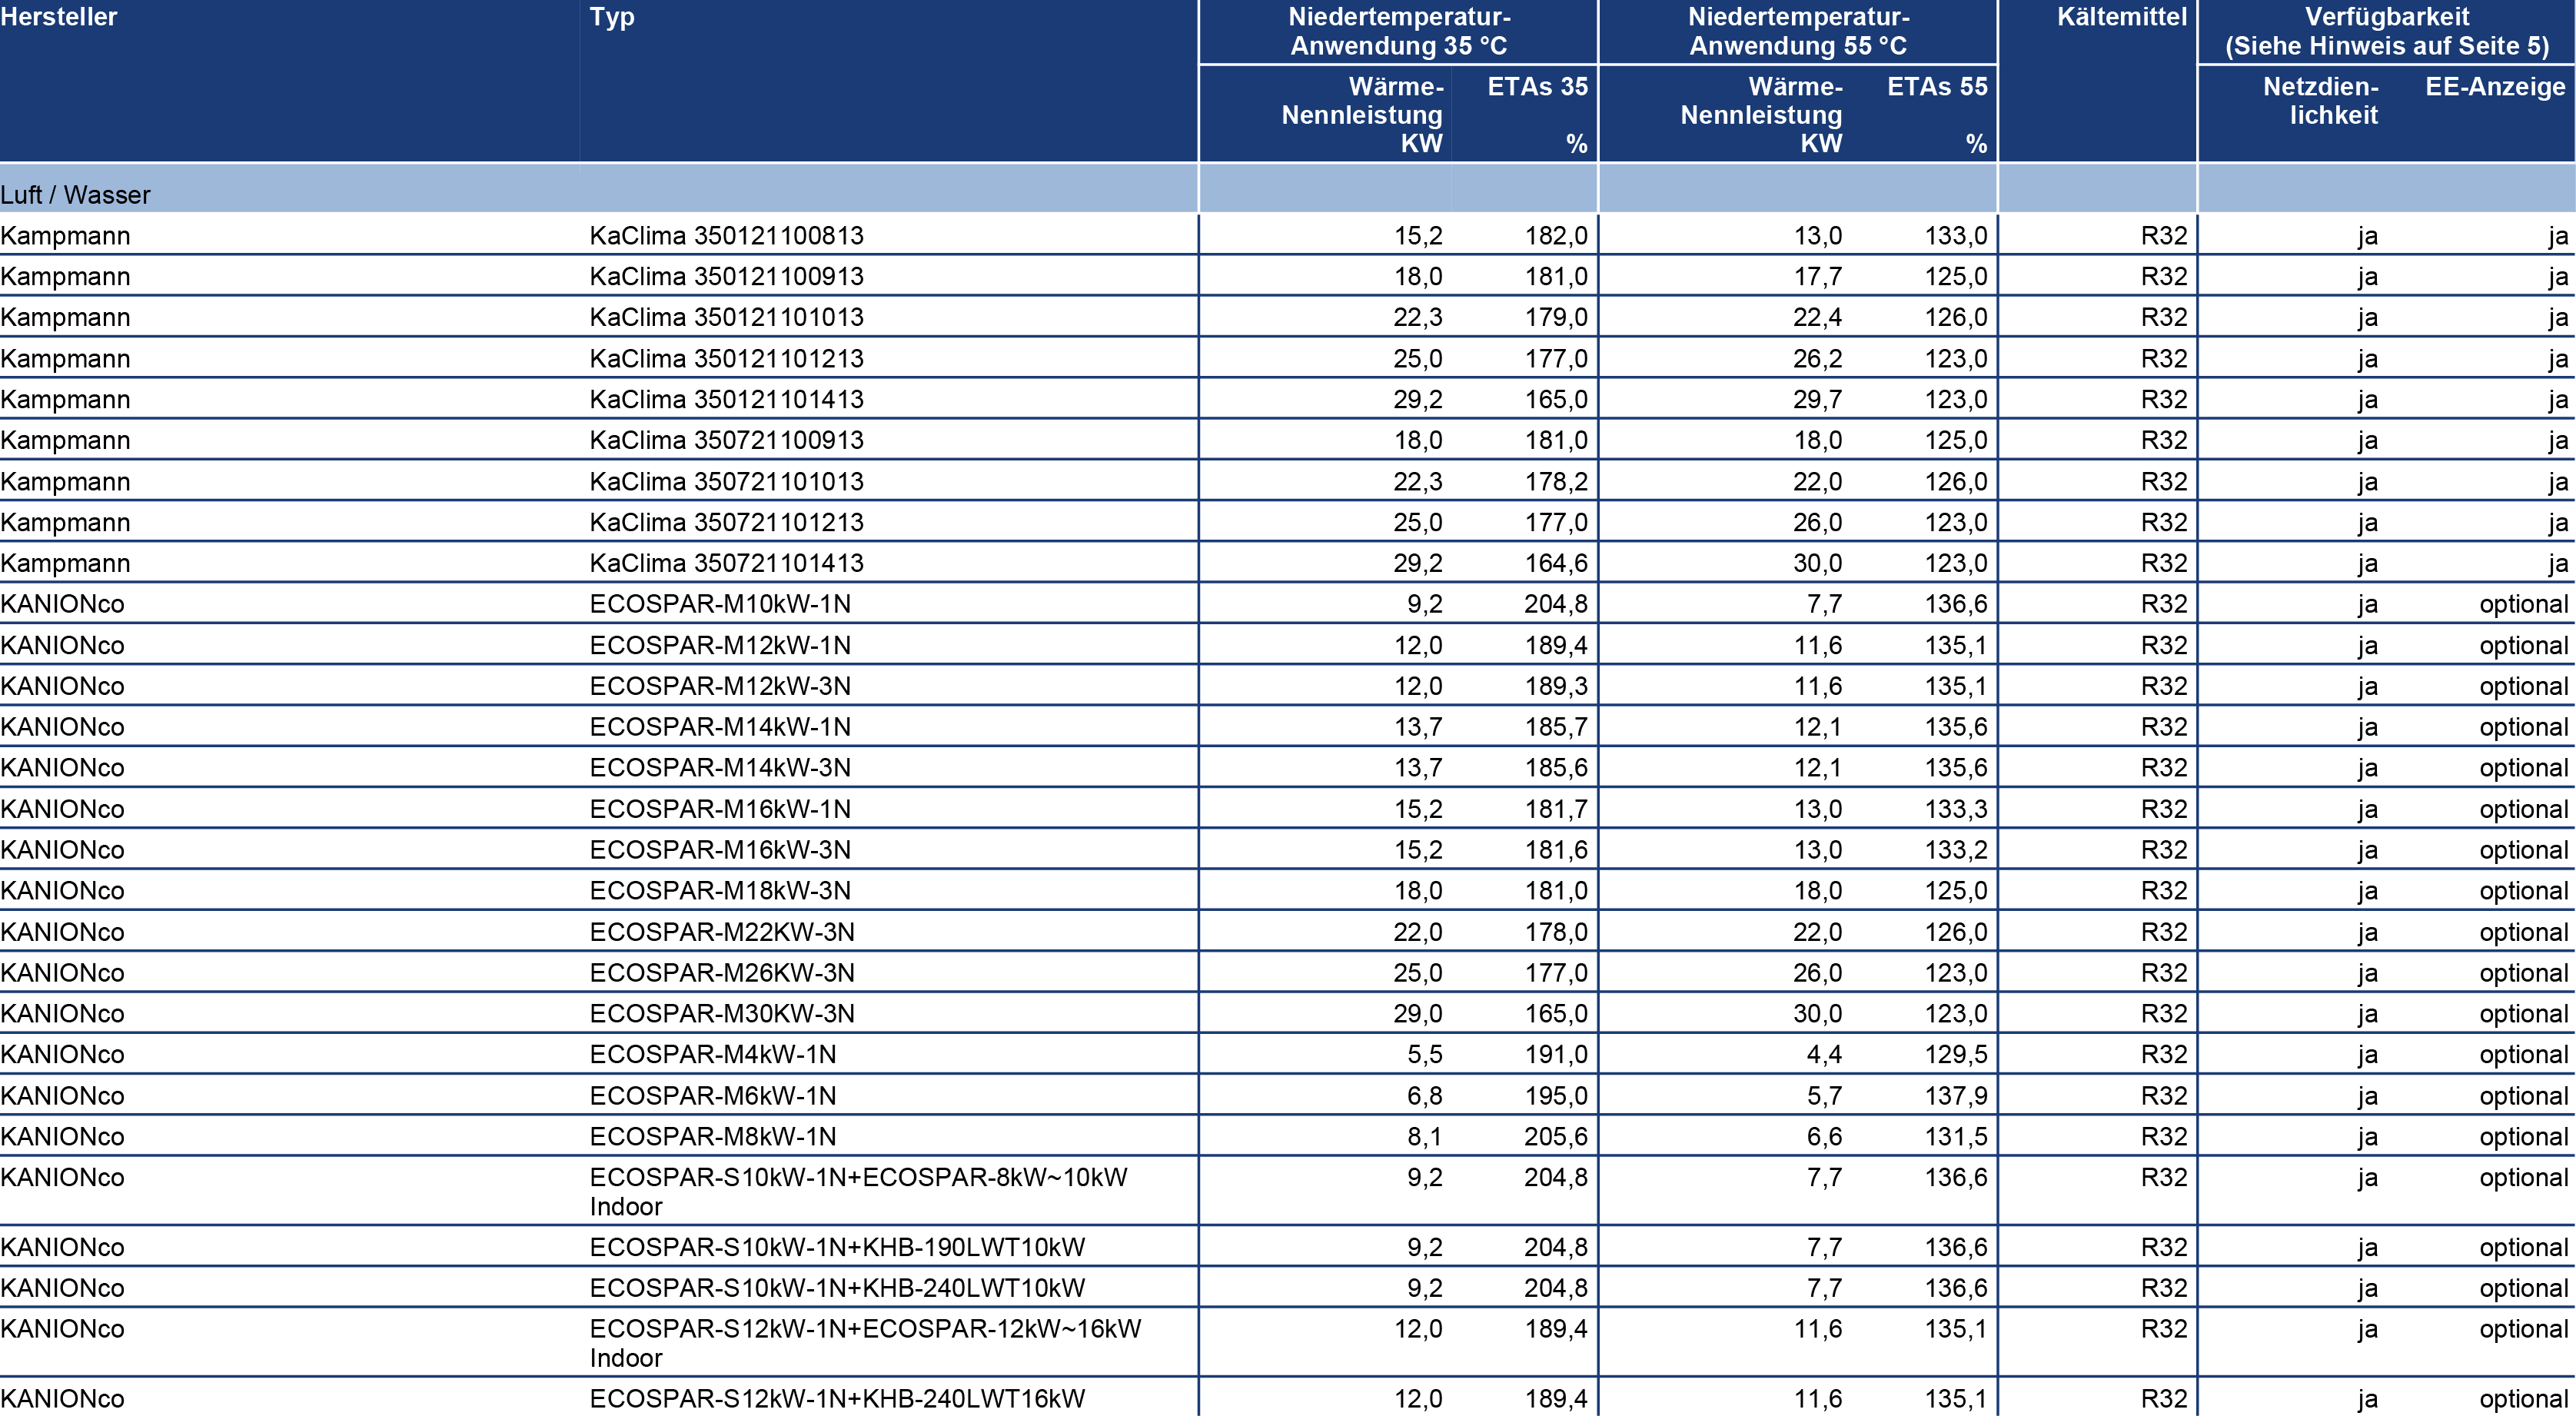 Hersteller Typ Niedertemperatur- Niedertemperatur- Kältemittel Verfügbarkeit
Anwendung 35 °C Anwendung 55 °C (Siehe Hinweis auf Seite 5)
Wärme- ETAs 35 Wärme- ETAs 55 Netzdien- EE-Anzeige
Nennleistung Nennleistung lichkeit
KW % KW %
Luft / Wasser
Kampmann KaClima 350121100813 15,2 182,0 13,0 133,0 R32 ja ja
Kampmann KaClima 350121100913 18,0 181,0 17,7 125,0 R32 ja ja
Kampmann KaClima 350121101013 22,3 179,0 22,4 126,0 R32 ja ja
Kampmann KaClima 350121101213 25,0 177,0 26,2 123,0 R32 ja ja
Kampmann KaClima 350121101413 29,2 165,0 29,7 123,0 R32 ja ja
Kampmann KaClima 350721100913 18,0 181,0 18,0 125,0 R32 ja ja
Kampmann KaClima 350721101013 22,3 178,2 22,0 126,0 R32 ja ja
Kampmann KaClima 350721101213 25,0 177,0 26,0 123,0 R32 ja ja
Kampmann KaClima 350721101413 29,2 164,6 30,0 123,0 R32 ja ja
KANIONco ECOSPAR-M10kW-1N 9,2 204,8 7,7 136,6 R32 ja optional
KANIONco ECOSPAR-M12kW-1N 12,0 189,4 11,6 135,1 R32 ja optional
KANIONco ECOSPAR-M12kW-3N 12,0 189,3 11,6 135,1 R32 ja optional
KANIONco ECOSPAR-M14kW-1N 13,7 185,7 12,1 135,6 R32 ja optional
KANIONco ECOSPAR-M14kW-3N 13,7 185,6 12,1 135,6 R32 ja optional
KANIONco ECOSPAR-M16kW-1N 15,2 181,7 13,0 133,3 R32 ja optional
KANIONco ECOSPAR-M16kW-3N 15,2 181,6 13,0 133,2 R32 ja optional
KANIONco ECOSPAR-M18kW-3N 18,0 181,0 18,0 125,0 R32 ja optional
KANIONco ECOSPAR-M22KW-3N 22,0 178,0 22,0 126,0 R32 ja optional
KANIONco ECOSPAR-M26KW-3N 25,0 177,0 26,0 123,0 R32 ja optional
KANIONco ECOSPAR-M30KW-3N 29,0 165,0 30,0 123,0 R32 ja optional
KANIONco ECOSPAR-M4kW-1N 5,5 191,0 4,4 129,5 R32 ja optional
KANIONco ECOSPAR-M6kW-1N 6,8 195,0 5,7 137,9 R32 ja optional
KANIONco ECOSPAR-M8kW-1N 8,1 205,6 6,6 131,5 R32 ja optional
KANIONco ECOSPAR-S10kW-1N+ECOSPAR-8kW~10kW 9,2 204,8 7,7 136,6 R32 ja optional
Indoor
KANIONco ECOSPAR-S10kW-1N+KHB-190LWT10kW 9,2 204,8 7,7 136,6 R32 ja optional
KANIONco ECOSPAR-S10kW-1N+KHB-240LWT10kW 9,2 204,8 7,7 136,6 R32 ja optional
KANIONco ECOSPAR-S12kW-1N+ECOSPAR-12kW~16kW 12,0 189,4 11,6 135,1 R32 ja optional
Indoor
KANIONco ECOSPAR-S12kW-1N+KHB-240LWT16kW 12,0 189,4 11,6 135,1 R32 ja optional